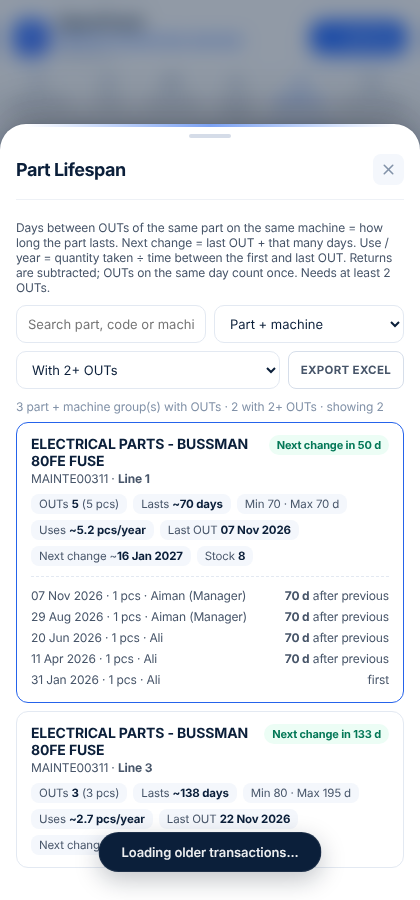 Part Lifespan
Days between OUTs of the same part on the same machine = how
long the part lasts. Next change = last OUT + that many days. Use /
year = quantity taken ÷ time between the first and last OUT. Returns
are subtracted; OUTs on the same day count once. Needs at least 2
OUTs.
Search part, code or machi
Part + machine
With 2+ OUTs
EXPORT EXCEL
3 part + machine group(s) with OUTs · 2 with 2+ OUTs · showing 2
ELECTRICAL PARTS - BUSSMAN
80FE FUSE
Next change in 50 d
MAINTE00311 · Line 1
OUTs 5 (5 pcs) Lasts ~70 days Min 70 · Max 70 d
Uses ~5.2 pcs/year Last OUT 07 Nov 2026
Next change ~16 Jan 2027 Stock 8
07 Nov 2026 · 1 pcs · Aiman (Manager) 70 d after previous
29 Aug 2026 · 1 pcs · Aiman (Manager) 70 d after previous
20 Jun 2026 · 1 pcs · Ali 70 d after previous
11 Apr 2026 · 1 pcs · Ali 70 d after previous
31 Jan 2026 · 1 pcs · Ali first
ELECTRICAL PARTS - BUSSMAN
80FE FUSE
Next change in 133 d
MAINTE00311 · Line 3
OUTs 3 (3 pcs) Lasts ~138 days Min 80 · Max 195 d
Uses ~2.7 pcs/year Last OUT 22 Nov 2026
Next chang
Loading older transactions...